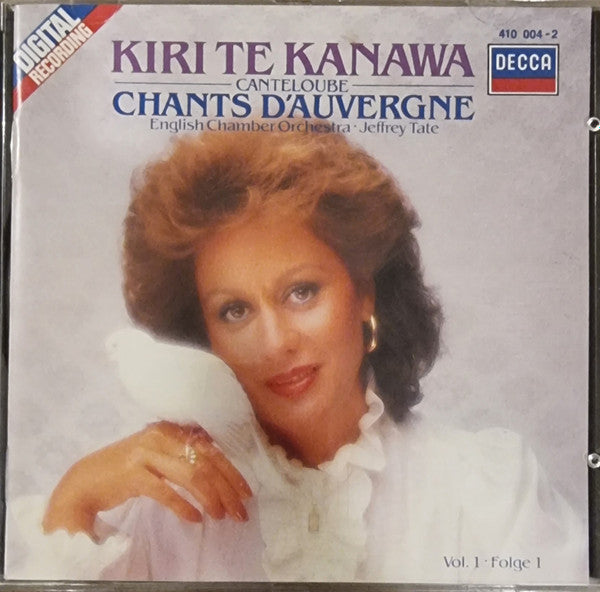 DIGITAL
RECORDING
410 004-2
KIRI TE KANAWA
DECCA
CANTELOUBE
CHANTS D'AUVERGNE
English Chamber Orchestra · Jeffrey Tate
Vol. 1 · Folge 1